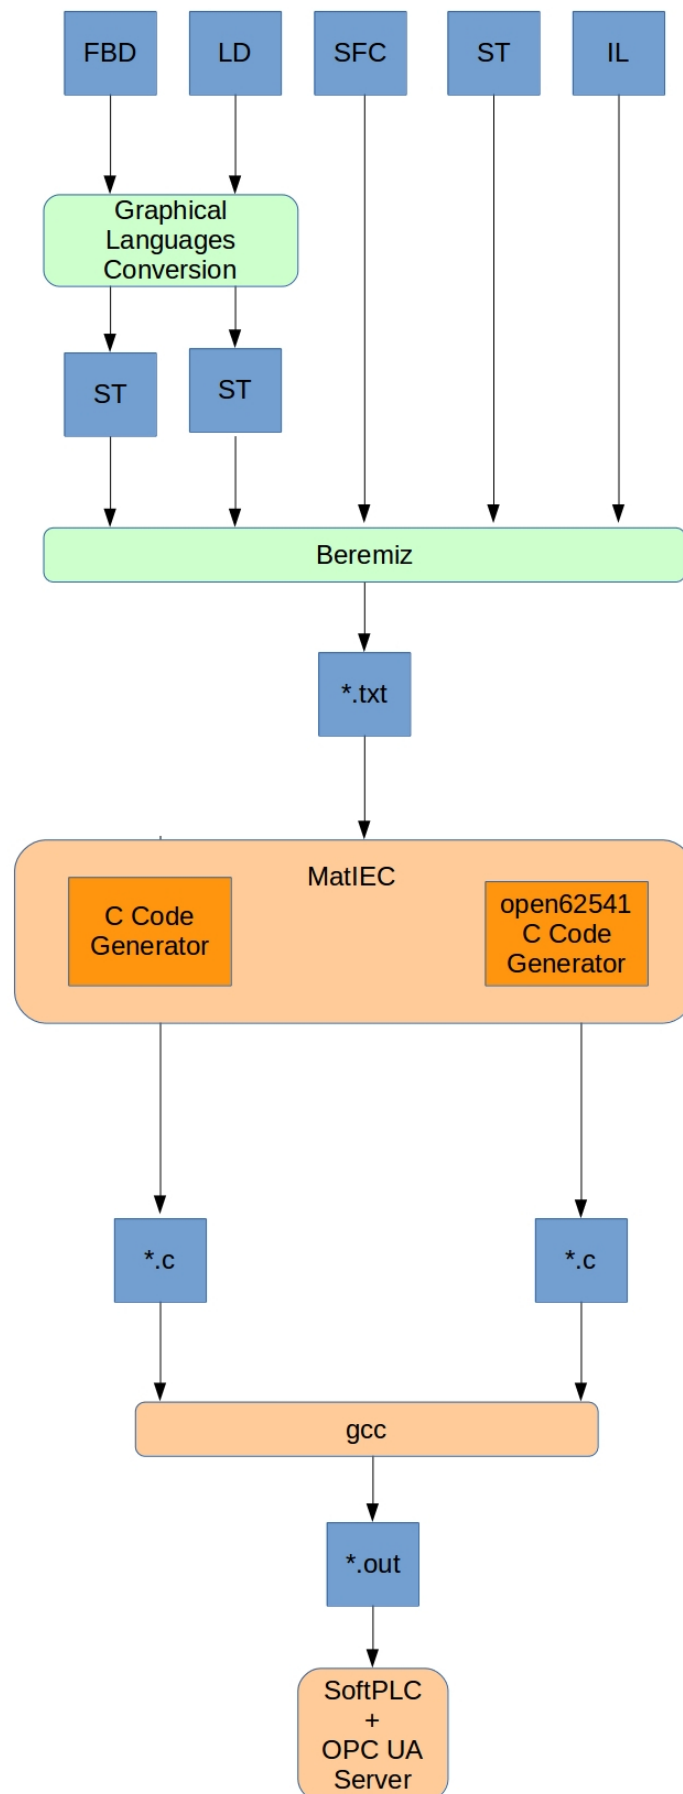 FBD
LD
SFC
ST
IL
Graphical
Languages
Conversion
ST
ST
Beremiz
*.txt
MatIEC
C Code
Generator
open62541
C Code
Generator
*.c
*.c
gcc
*.out
SoftPLC
+
OPC UA
Server